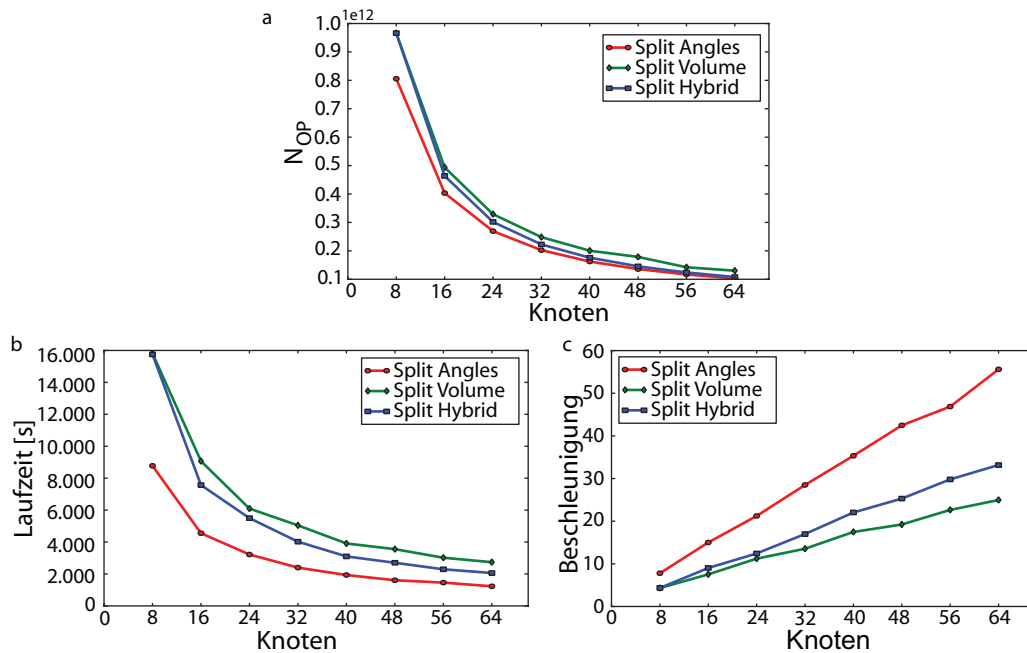 a
1e12
1.0
0.9
0.8
0.7
0.6
0.5
0.4
0.3
0.2
0.1
N_OP
Split Angles
Split Volume
Split Hybrid
0 8 16 24 32 40 48 56 64
Knoten
b
16.000
14.000
12.000
10.000
8.000
6.000
4.000
2.000
0
Laufzeit [s]
Split Angles
Split Volume
Split Hybrid
0 8 16 24 32 40 48 56 64
Knoten
c
60
50
40
30
20
10
0
Beschleunigung
Split Angles
Split Volume
Split Hybrid
0 8 16 24 32 40 48 56 64
Knoten